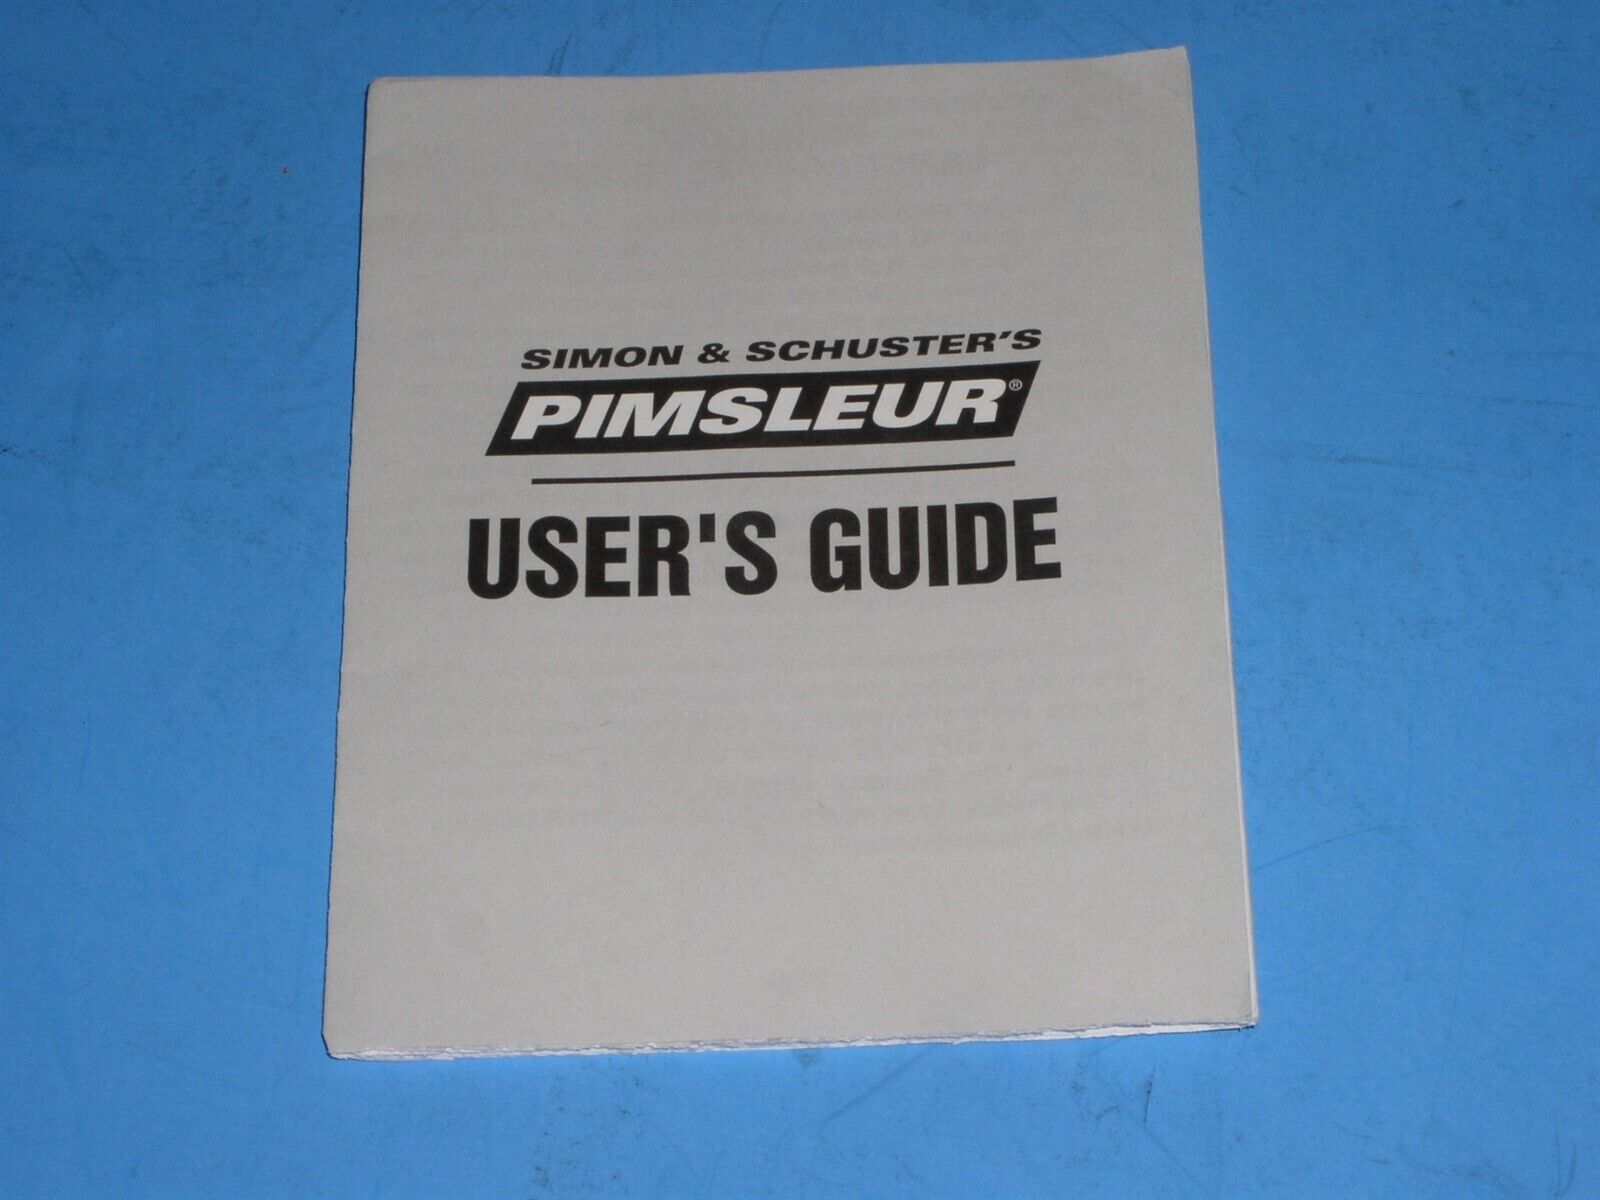 SIMON & SCHUSTER'S
PIMSLEUR®
USER'S GUIDE